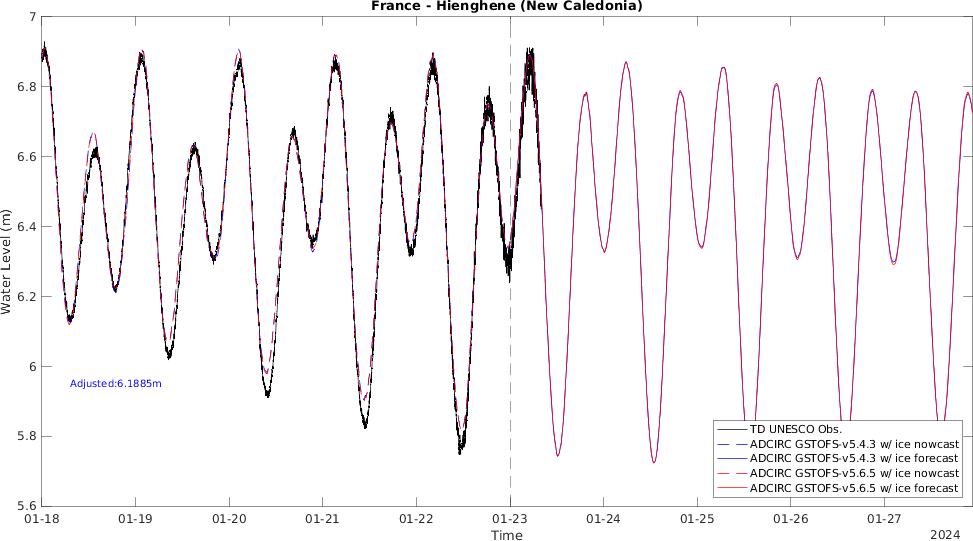 France - Hienghene (New Caledonia)
7
6.8
6.6
6.4
6.2
6
5.8
5.6
Water Level (m)
Adjusted:6.1885m
TD UNESCO Obs.
ADCIRC GSTOFS-v5.4.3 w/ ice nowcast
ADCIRC GSTOFS-v5.4.3 w/ ice forecast
ADCIRC GSTOFS-v5.6.5 w/ ice nowcast
ADCIRC GSTOFS-v5.6.5 w/ ice forecast
01-18 01-19 01-20 01-21 01-22 01-23 01-24 01-25 01-26 01-27
Time
2024